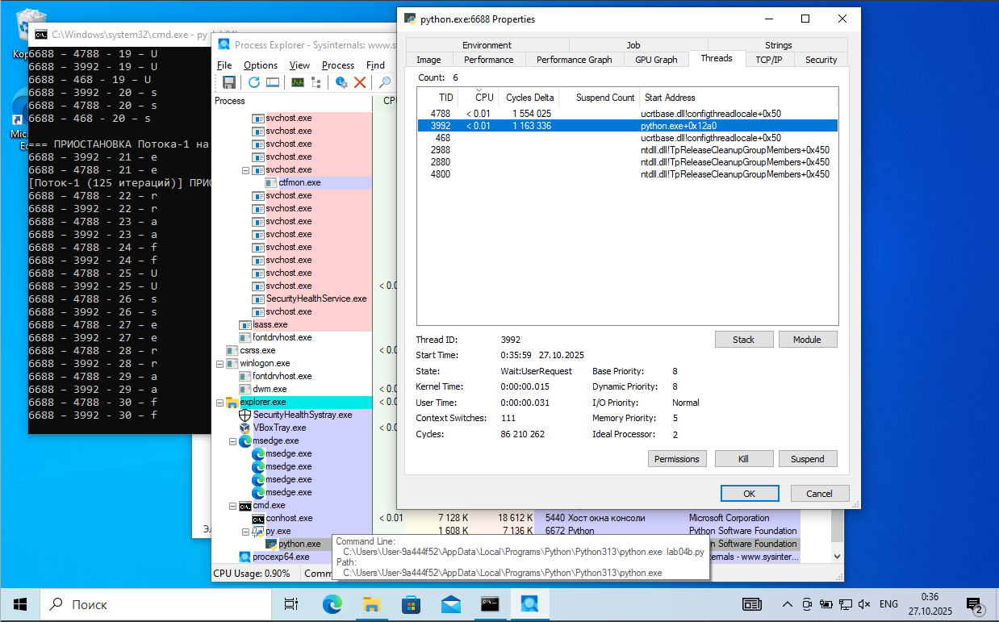 Кор
Mic
Ec
C:\Windows\system32\cmd.exe - py
6688 - 4788 - 19 - U
6688 - 3992 - 19 - U
6688 - 468 - 19 - U
6688 - 3992 - 20 - s
6688 - 4788 - 20 - s
6688 - 468 - 20 - s
=== ПРИОСТАНОВКА Потока-1 на
6688 - 3992 - 21 - e
6688 - 4788 - 21 - e
[Поток-1 (125 итераций)] ПРИО
6688 - 4788 - 22 - r
6688 - 3992 - 22 - r
6688 - 4788 - 23 - a
6688 - 3992 - 23 - a
6688 - 4788 - 24 - f
6688 - 3992 - 24 - f
6688 - 4788 - 25 - U
6688 - 3992 - 25 - U
6688 - 4788 - 26 - s
6688 - 3992 - 26 - s
6688 - 4788 - 27 - e
6688 - 3992 - 27 - e
6688 - 4788 - 28 - r
6688 - 3992 - 28 - r
6688 - 4788 - 29 - a
6688 - 3992 - 29 - a
6688 - 4788 - 30 - f
6688 - 3992 - 30 - f
Эл
Process Explorer - Sysinternals: www.s
File Options View Process Find
Process CPU
svchost.exe
svchost.exe
svchost.exe
svchost.exe
svchost.exe
ctfmon.exe
svchost.exe
svchost.exe
svchost.exe
svchost.exe
svchost.exe
svchost.exe
svchost.exe
svchost.exe < 0.0
SecurityHealthService.exe
svchost.exe
lsass.exe
fontdrvhost.exe
csrss.exe < 0.0
winlogon.exe
fontdrvhost.exe
dwm.exe < 0.0
explorer.exe < 0.0
SecurityHealthSystray.exe
VBoxTray.exe < 0.0
msedge.exe
msedge.exe
msedge.exe
msedge.exe
msedge.exe
cmd.exe
conhost.exe < 0.01 7 128 K 18 612 K 5440 Хост окна консоли Microsoft Corporation
py.exe 1 608 K 7 136 K 6672 Python Python Software Foundation
python.exe n Software Foundation
procexp64.exe ternals - www.sysinter...
Command Line:
C:\Users\User-9a444f52\AppData\Local\Programs\Python\Python313\python.exe lab04b.py
Path:
C:\Users\User-9a444f52\AppData\Local\Programs\Python\Python313\python.exe
CPU Usage: 0.90% Comm
python.exe:6688 Properties
Environment Job Strings
Image Performance Performance Graph GPU Graph Threads TCP/IP Security
Count: 6
TID CPU Cycles Delta Suspend Count Start Address
4788 < 0.01 1 554 025 ucrtbase.dll!configthreadlocale+0x50
3992 < 0.01 1 163 336 python.exe+0x12a0
468 ucrtbase.dll!configthreadlocale+0x50
2988 ntdll.dll!TpReleaseCleanupGroupMembers+0x450
2880 ntdll.dll!TpReleaseCleanupGroupMembers+0x450
4800 ntdll.dll!TpReleaseCleanupGroupMembers+0x450
Thread ID: 3992 Stack Module
Start Time: 0:35:59 27.10.2025
State: Wait:UserRequest Base Priority: 8
Kernel Time: 0:00:00.015 Dynamic Priority: 8
User Time: 0:00:00.031 I/O Priority: Normal
Context Switches: 111 Memory Priority: 5
Cycles: 86 210 262 Ideal Processor: 2
Permissions Kill Suspend
OK Cancel
Поиск
ENG
0:36
27.10.2025
2